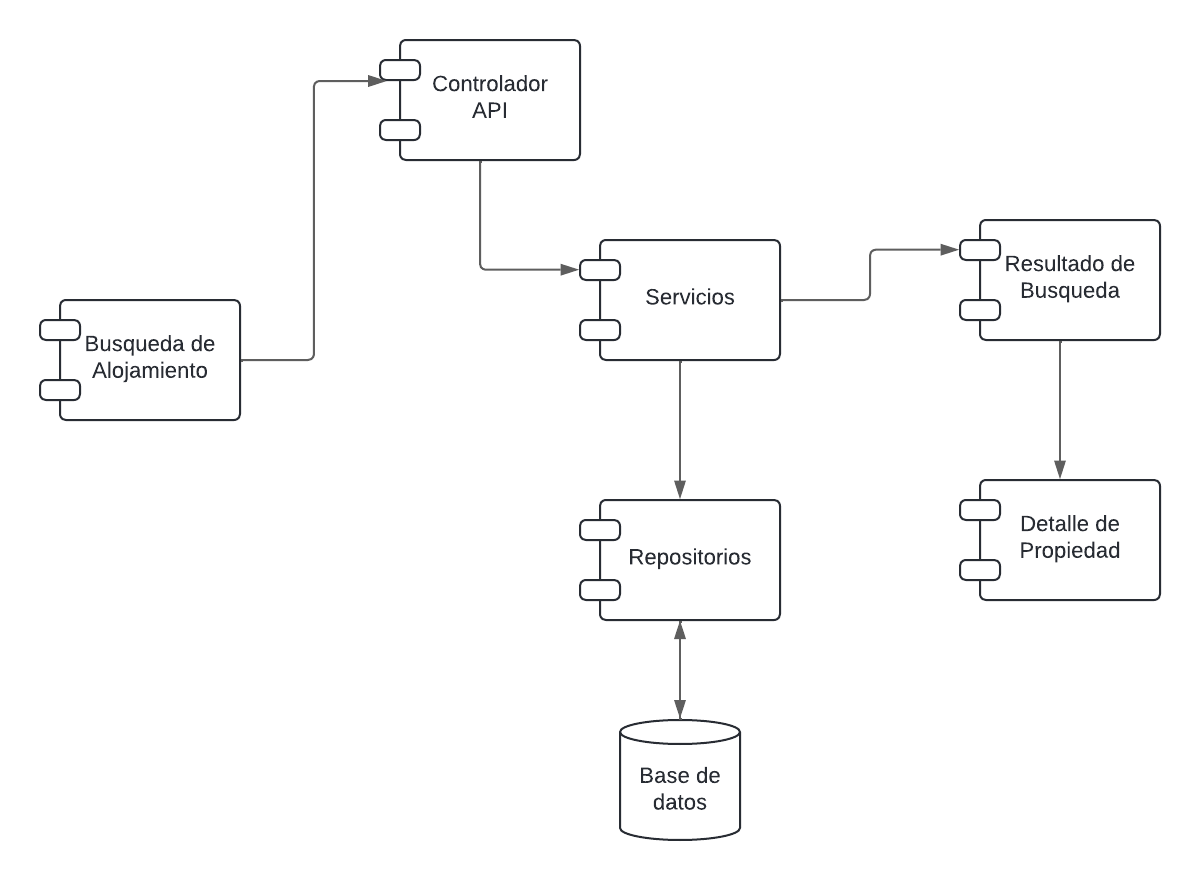 Controlador
API
Servicios
Resultado de
Busqueda
Busqueda de
Alojamiento
Repositorios
Detalle de
Propiedad
Base de
datos